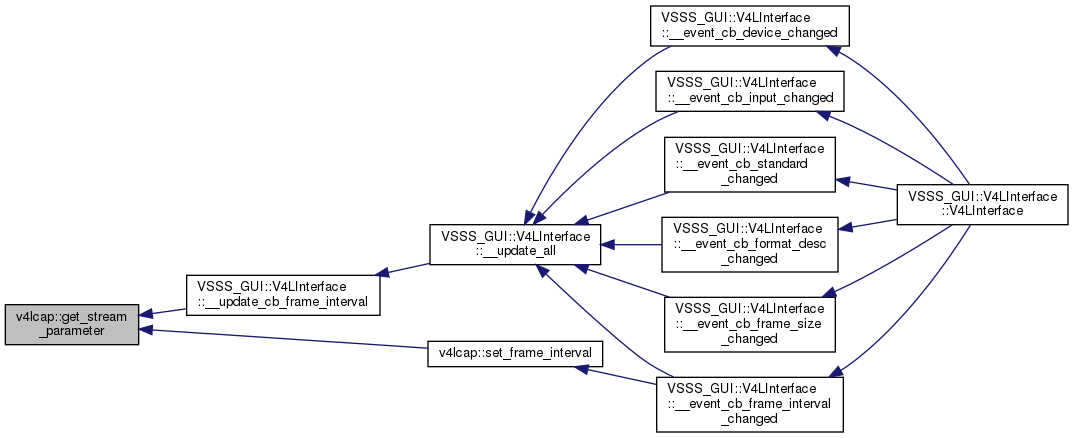 VSSS_GUI::V4LInterface
::__event_cb_device_changed
VSSS_GUI::V4LInterface
::__event_cb_input_changed
VSSS_GUI::V4LInterface
::__event_cb_standard
_changed
VSSS_GUI::V4LInterface
::V4LInterface
VSSS_GUI::V4LInterface
::__event_cb_format_desc
_changed
VSSS_GUI::V4LInterface
::__update_all
VSSS_GUI::V4LInterface
::__update_cb_frame_interval
v4lcap::get_stream
_parameter
VSSS_GUI::V4LInterface
::__event_cb_frame_size
_changed
v4lcap::set_frame_interval
VSSS_GUI::V4LInterface
::__event_cb_frame_interval
_changed